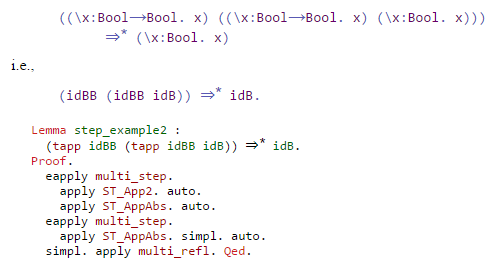 ((\x:Bool→Bool. x) ((\x:Bool→Bool. x) (\x:Bool. x)))
⇒* (\x:Bool. x)
i.e.,
(idBB (idBB idB)) ⇒* idB.
Lemma step_example2 :
(tapp idBB (tapp idBB idB)) ⇒* idB.
Proof.
eapply multi_step.
apply ST_App2. auto.
apply ST_AppAbs. auto.
eapply multi_step.
apply ST_AppAbs. simpl. auto.
simpl. apply multi_refl. Qed.